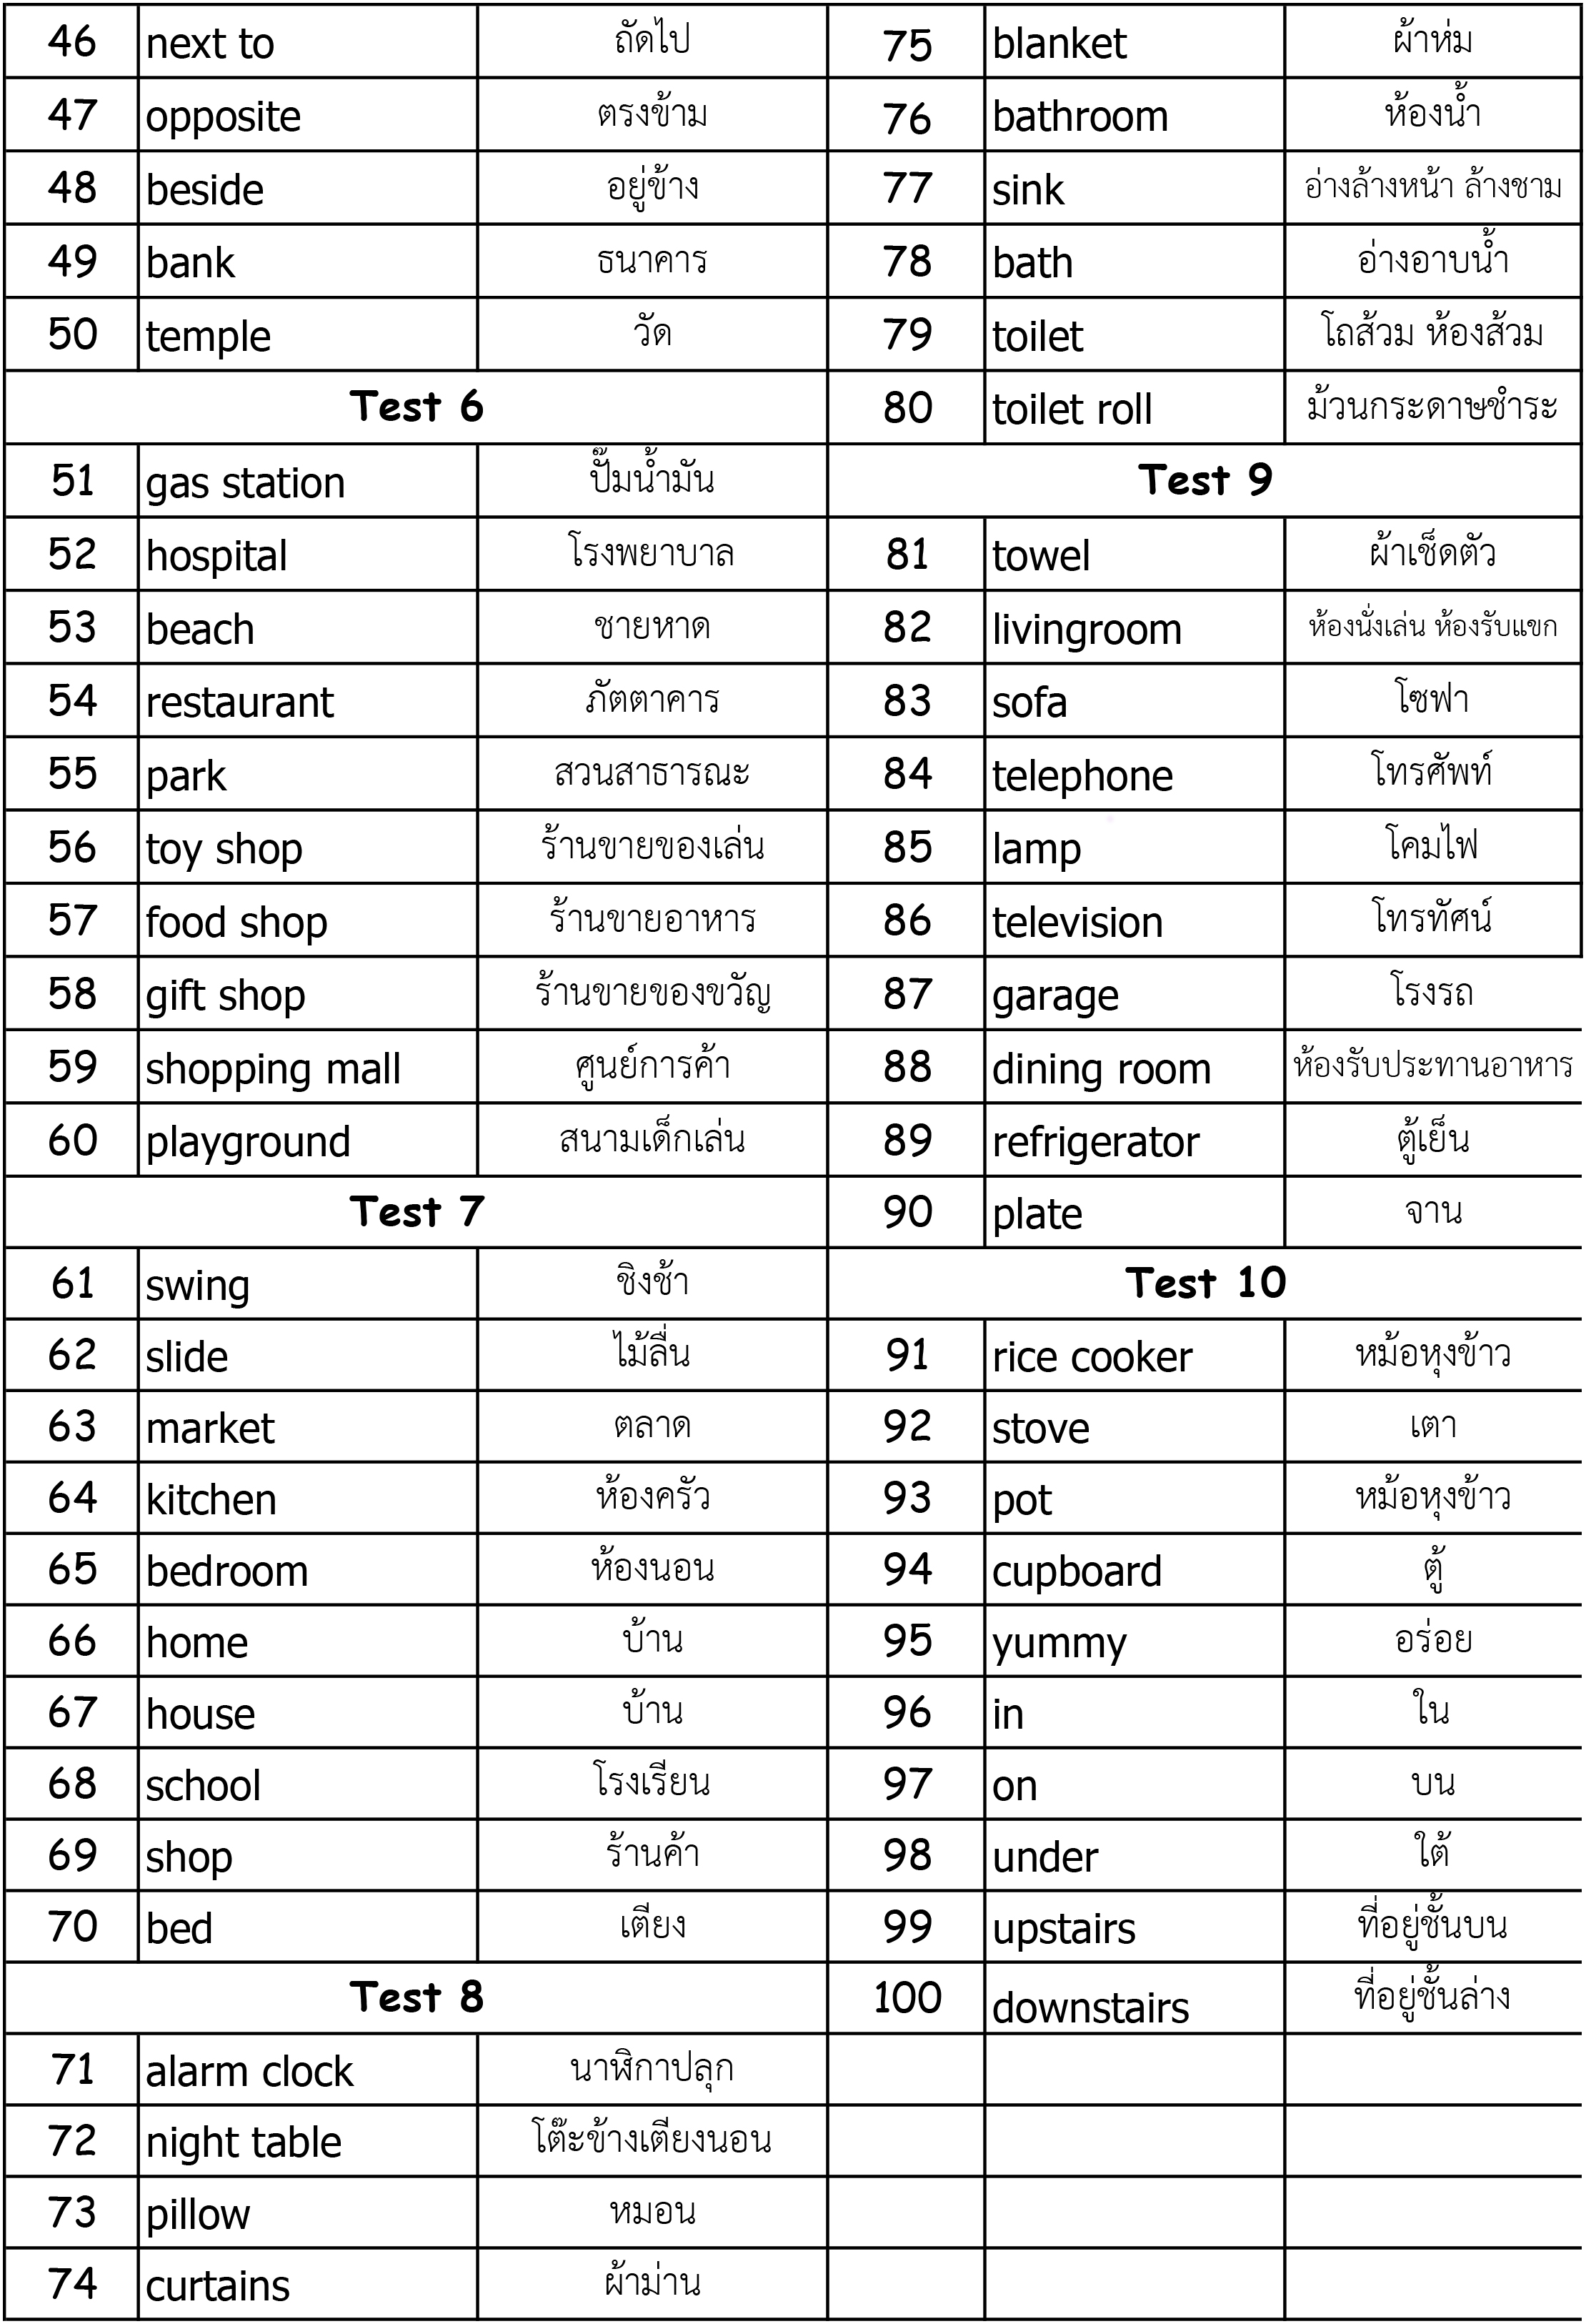 46 next to ถัดไป
47 opposite ตรงข้าม
48 beside อยู่ข้าง
49 bank ธนาคาร
50 temple วัด
Test 6
51 gas station ปั๊มน้ำมัน
52 hospital โรงพยาบาล
53 beach ชายหาด
54 restaurant ภัตตาคาร
55 park สวนสาธารณะ
56 toy shop ร้านขายของเล่น
57 food shop ร้านขายอาหาร
58 gift shop ร้านขายของขวัญ
59 shopping mall ศูนย์การค้า
60 playground สนามเด็กเล่น
Test 7
61 swing ชิงช้า
62 slide ไม้ลื่น
63 market ตลาด
64 kitchen ห้องครัว
65 bedroom ห้องนอน
66 home บ้าน
67 house บ้าน
68 school โรงเรียน
69 shop ร้านค้า
70 bed เตียง
Test 8
71 alarm clock นาฬิกาปลุก
72 night table โต๊ะข้างเตียงนอน
73 pillow หมอน
74 curtains ผ้าม่าน
75 blanket ผ้าห่ม
76 bathroom ห้องน้ำ
77 sink อ่างล้างหน้า ล้างชาม
78 bath อ่างอาบน้ำ
79 toilet โถส้วม ห้องส้วม
80 toilet roll ม้วนกระดาษชำระ
Test 9
81 towel ผ้าเช็ดตัว
82 livingroom ห้องนั่งเล่น ห้องรับแขก
83 sofa โซฟา
84 telephone โทรศัพท์
85 lamp โคมไฟ
86 television โทรทัศน์
87 garage โรงรถ
88 dining room ห้องรับประทานอาหาร
89 refrigerator ตู้เย็น
90 plate จาน
Test 10
91 rice cooker หม้อหุงข้าว
92 stove เตา
93 pot หม้อหุงข้าว
94 cupboard ตู้
95 yummy อร่อย
96 in ใน
97 on บน
98 under ใต้
99 upstairs ที่อยู่ชั้นบน
100 downstairs ที่อยู่ชั้นล่าง